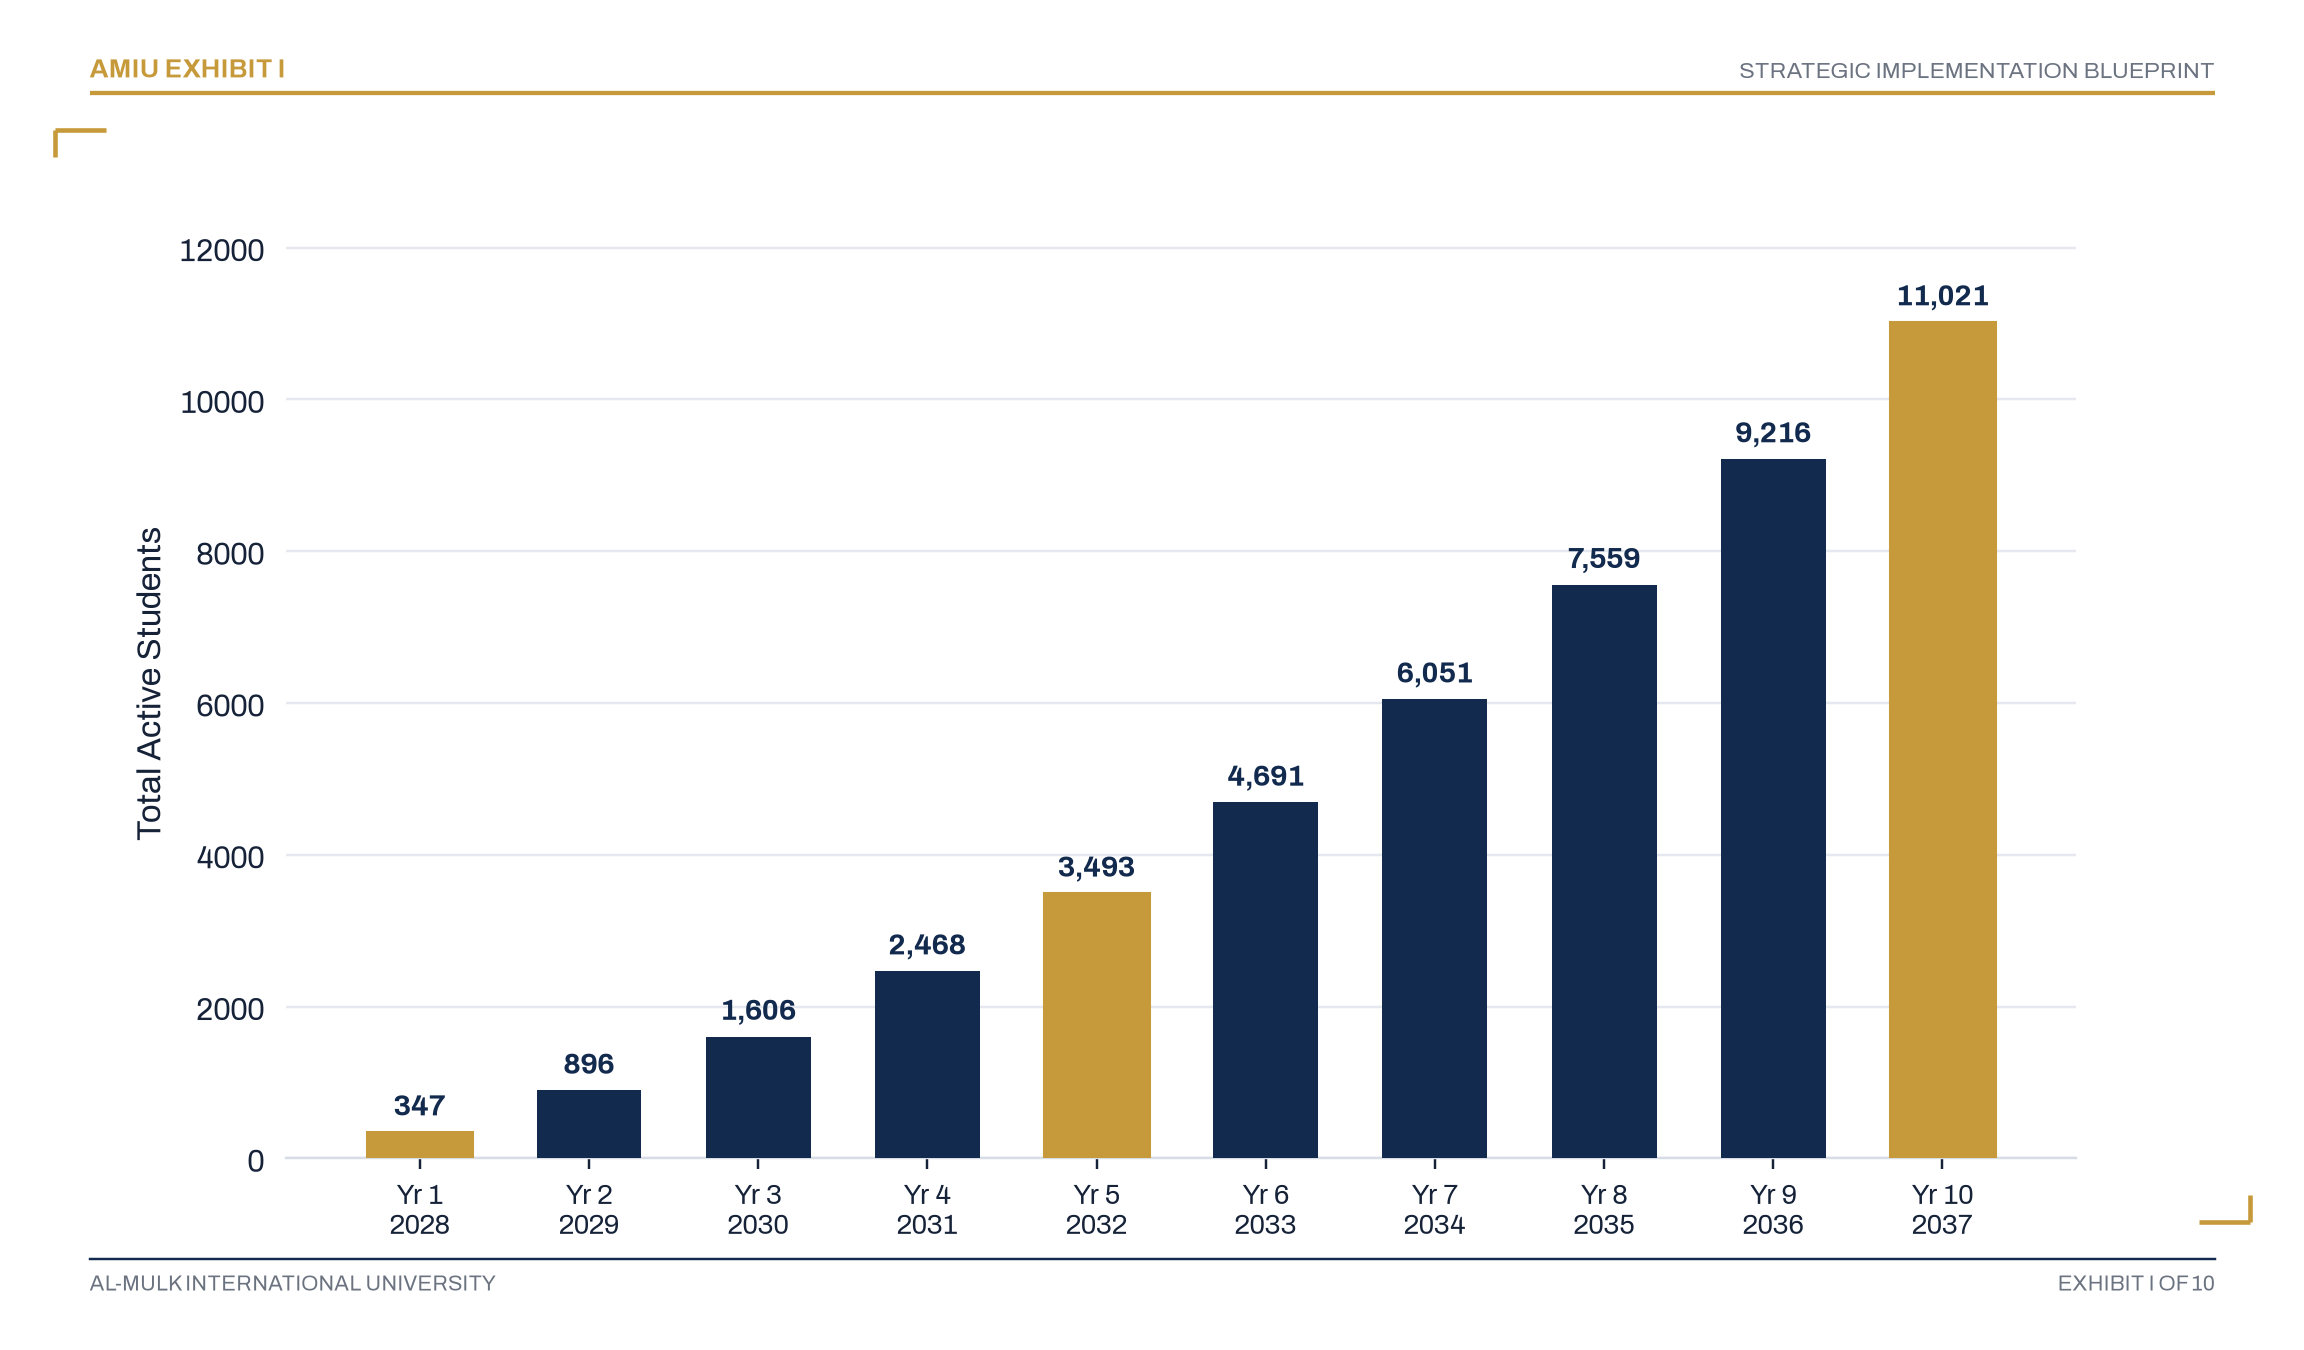 AMIU EXHIBIT I
STRATEGIC IMPLEMENTATION BLUEPRINT
Total Active Students
12000
10000
8000
6000
4000
2000
0
347
896
1,606
2,468
3,493
4,691
6,051
7,559
9,216
11,021
Yr 1
2028
Yr 2
2029
Yr 3
2030
Yr 4
2031
Yr 5
2032
Yr 6
2033
Yr 7
2034
Yr 8
2035
Yr 9
2036
Yr 10
2037
AL-MULK INTERNATIONAL UNIVERSITY
EXHIBIT I OF 10